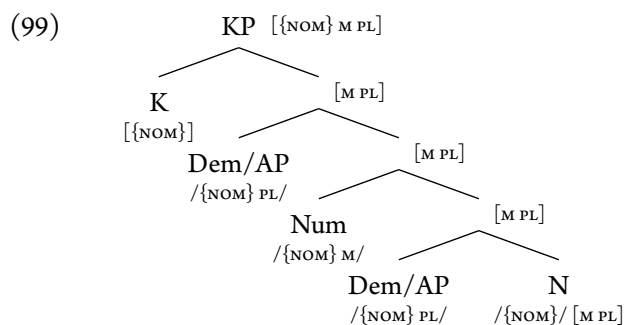 (99)
KP [{NOM} M PL]
K
[{NOM}]
[M PL]
Dem/AP
/{NOM} PL/
[M PL]
Num
/{NOM} M/
[M PL]
Dem/AP
/{NOM} PL/
N
/{NOM}/ [M PL]